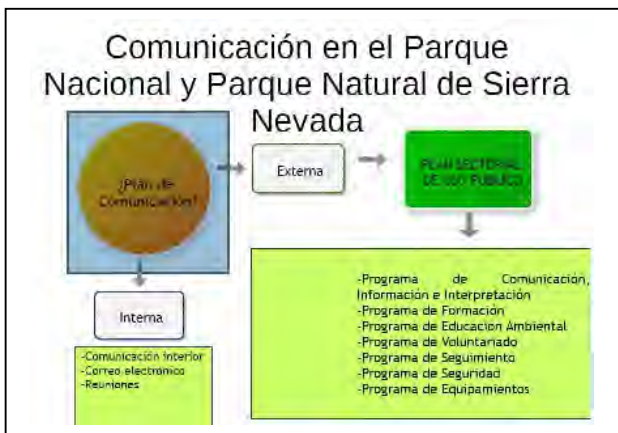 Comunicación en el Parque
Nacional y Parque Natural de Sierra
Nevada
¿Plan de
Comunicación?
Externa
PLAN SECTORIAL
DE USO PÚBLICO
Interna
-Comunicación interior
-Correo electrónico
-Reuniones
-Programa de Comunicación,
Información e Interpretación
-Programa de Formación
-Programa de Educación Ambiental
-Programa de Voluntariado
-Programa de Seguimiento
-Programa de Seguridad
-Programa de Equipamientos